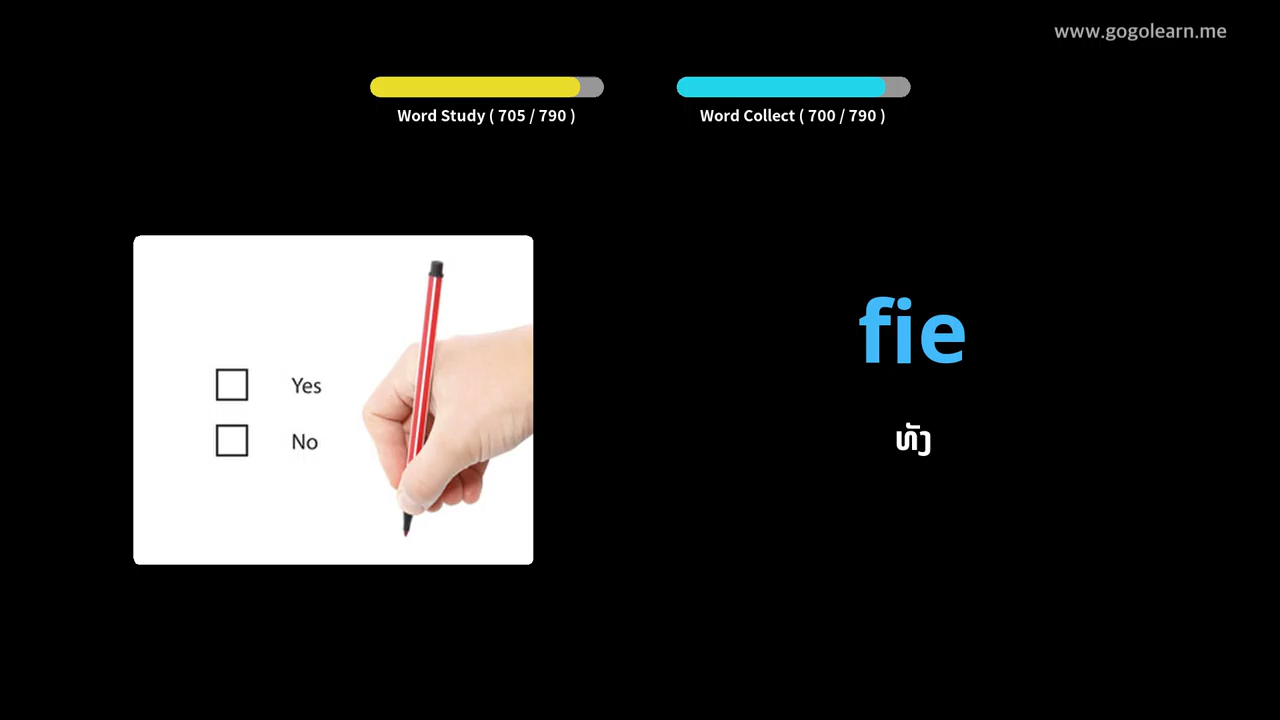 www.gogolearn.me
Word Study ( 705 / 790 )
Word Collect ( 700 / 790 )
Yes
No
fie
ທັງ